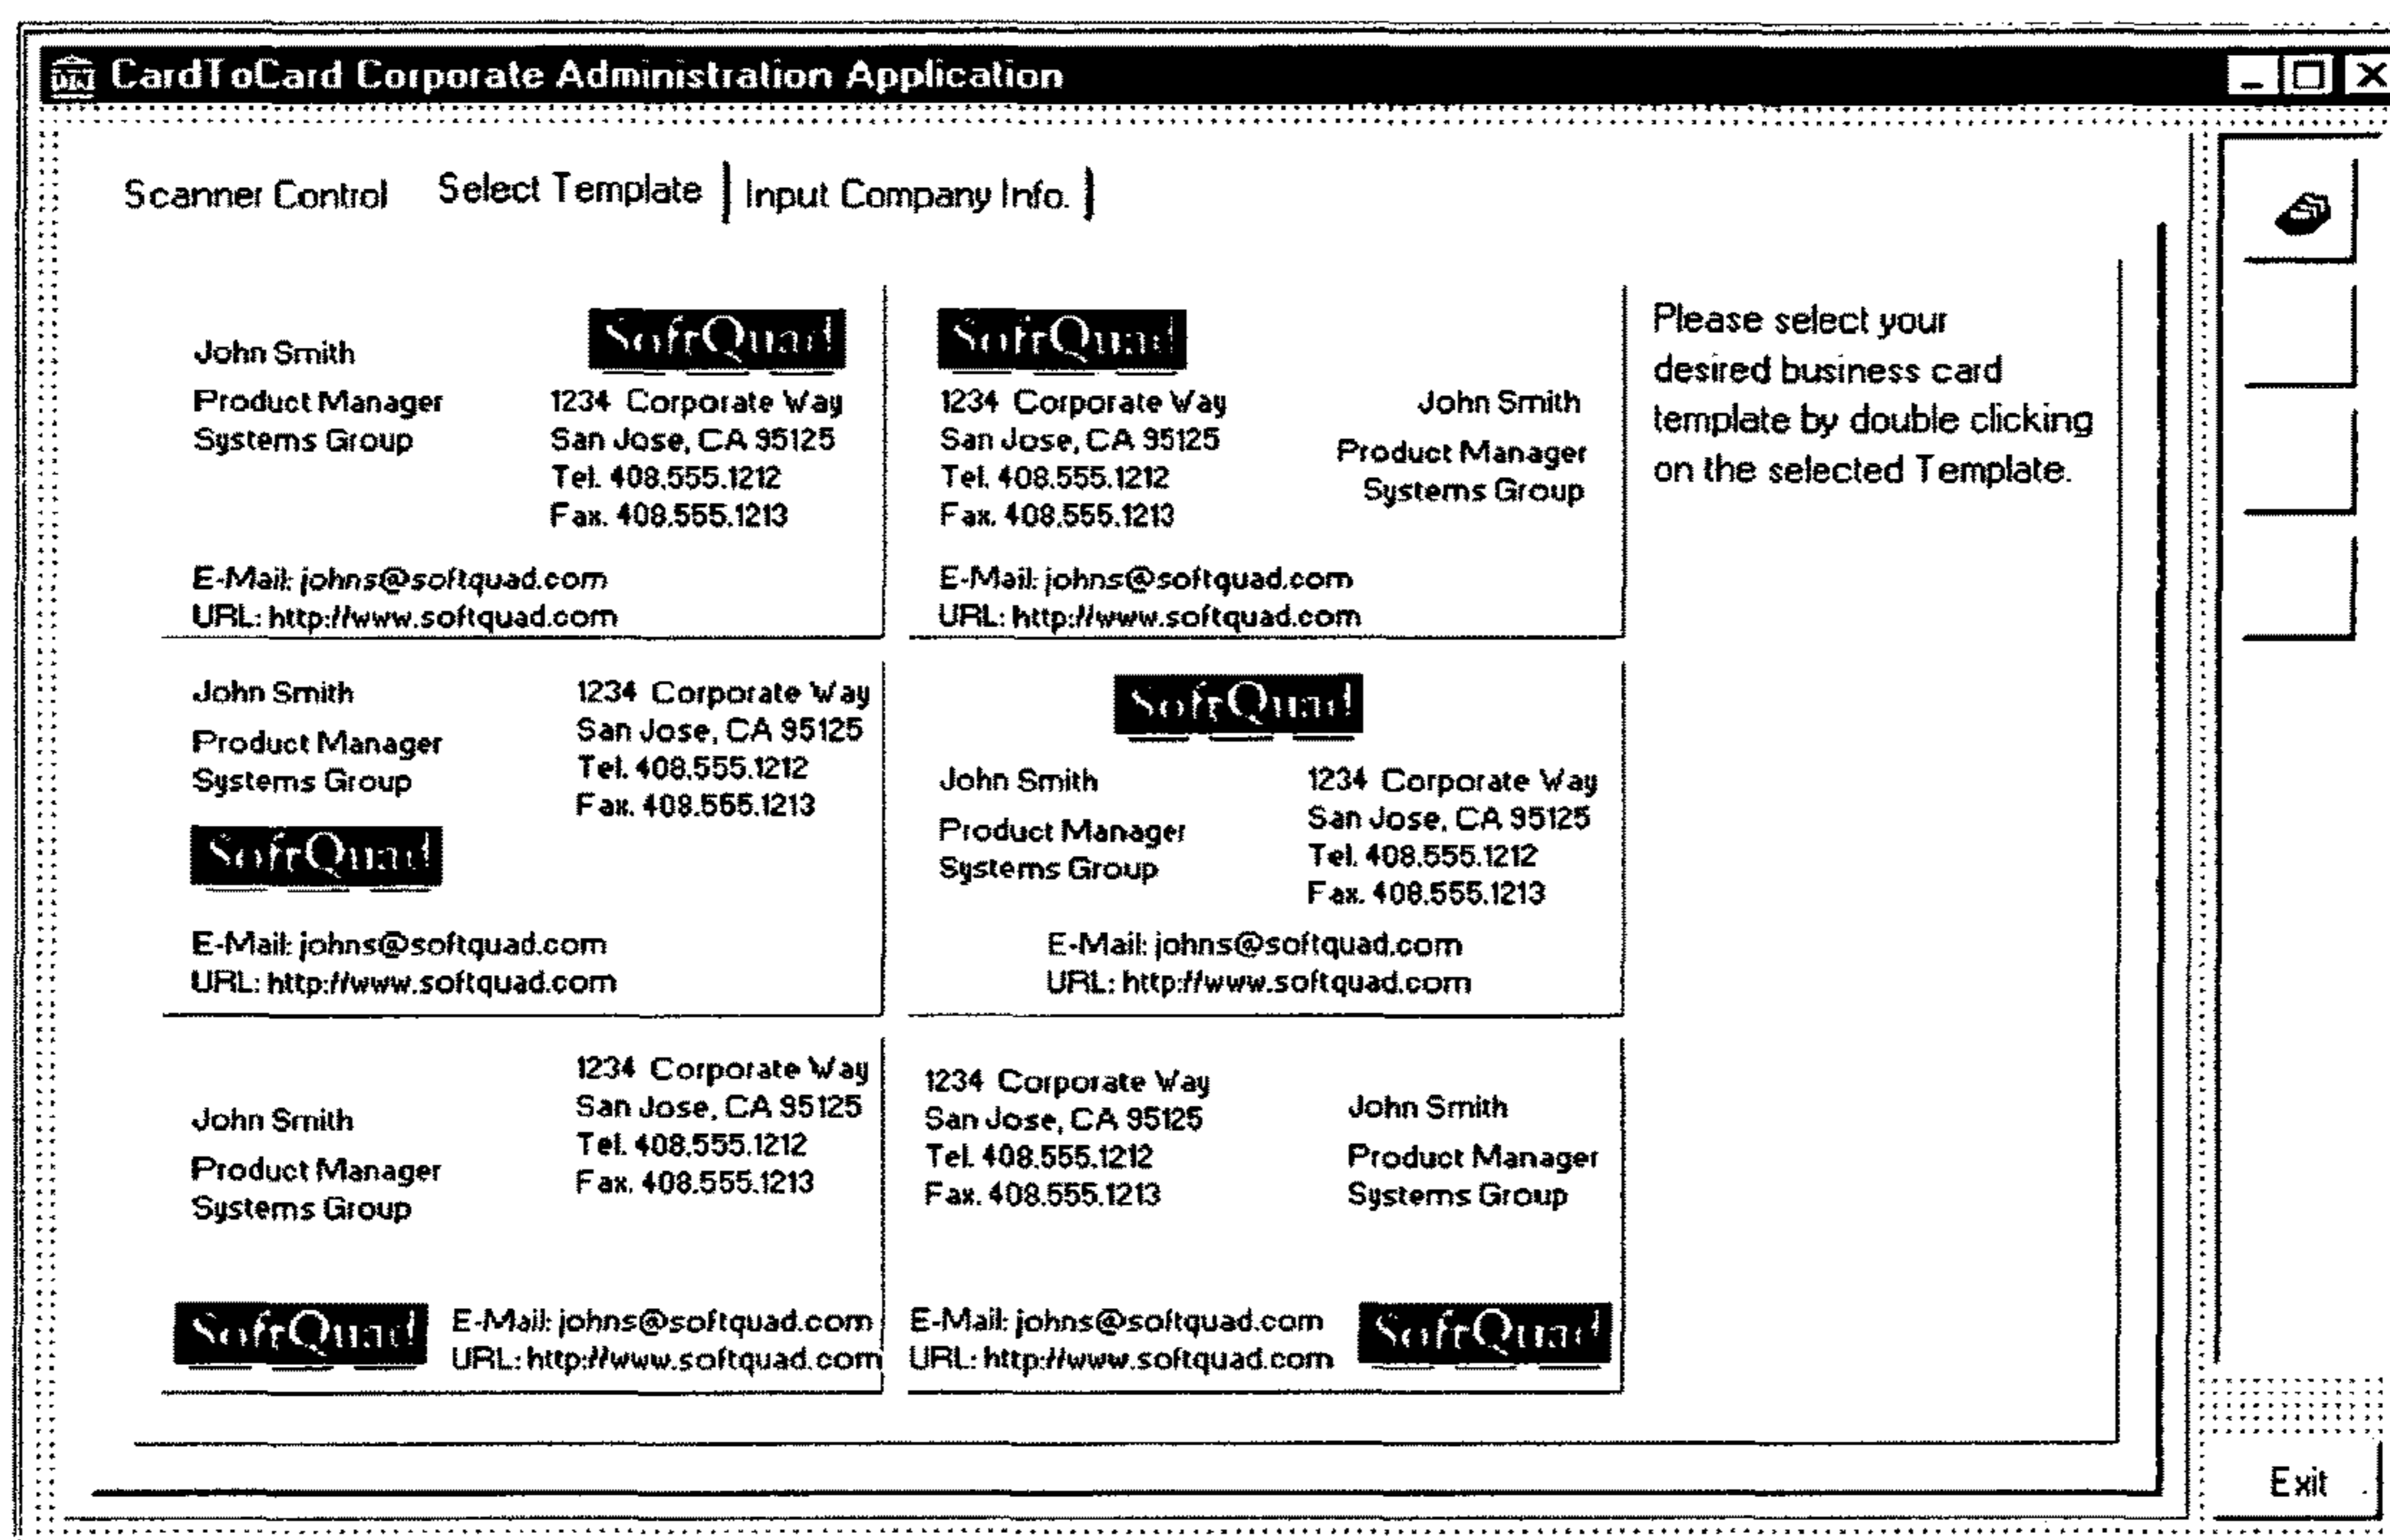 CardToCard Corporate Administration Application
Scanner Control
Select Template
Input Company Info.
John Smith
Product Manager
Systems Group
SoftQuad
1234 Corporate Way
San Jose, CA 95125
Tel. 408.555.1212
Fax. 408.555.1213
E-Mail: johns@softquad.com
URL: http://www.softquad.com
SoftQuad
1234 Corporate Way
San Jose, CA 95125
Tel. 408.555.1212
Fax. 408.555.1213
John Smith
Product Manager
Systems Group
E-Mail: johns@softquad.com
URL: http://www.softquad.com
Please select your
desired business card
template by double clicking
on the selected Template.
John Smith
Product Manager
Systems Group
1234 Corporate Way
San Jose, CA 95125
Tel. 408.555.1212
Fax. 408.555.1213
SoftQuad
E-Mail: johns@softquad.com
URL: http://www.softquad.com
SoftQuad
John Smith
Product Manager
Systems Group
1234 Corporate Way
San Jose, CA 95125
Tel. 408.555.1212
Fax. 408.555.1213
E-Mail: johns@softquad.com
URL: http://www.softquad.com
John Smith
Product Manager
Systems Group
1234 Corporate Way
San Jose, CA 95125
Tel. 408.555.1212
Fax. 408.555.1213
SoftQuad
E-Mail: johns@softquad.com
URL: http://www.softquad.com
1234 Corporate Way
San Jose, CA 95125
Tel. 408.555.1212
Fax. 408.555.1213
John Smith
Product Manager
Systems Group
E-Mail: johns@softquad.com
URL: http://www.softquad.com
SoftQuad
Exit